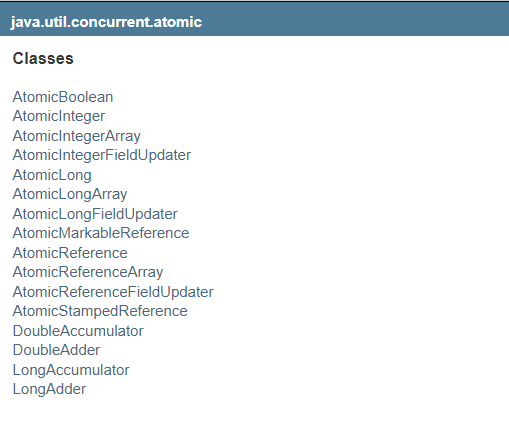 java.util.concurrent.atomic
Classes
AtomicBoolean
AtomicInteger
AtomicIntegerArray
AtomicIntegerFieldUpdater
AtomicLong
AtomicLongArray
AtomicLongFieldUpdater
AtomicMarkableReference
AtomicReference
AtomicReferenceArray
AtomicReferenceFieldUpdater
AtomicStampedReference
DoubleAccumulator
DoubleAdder
LongAccumulator
LongAdder